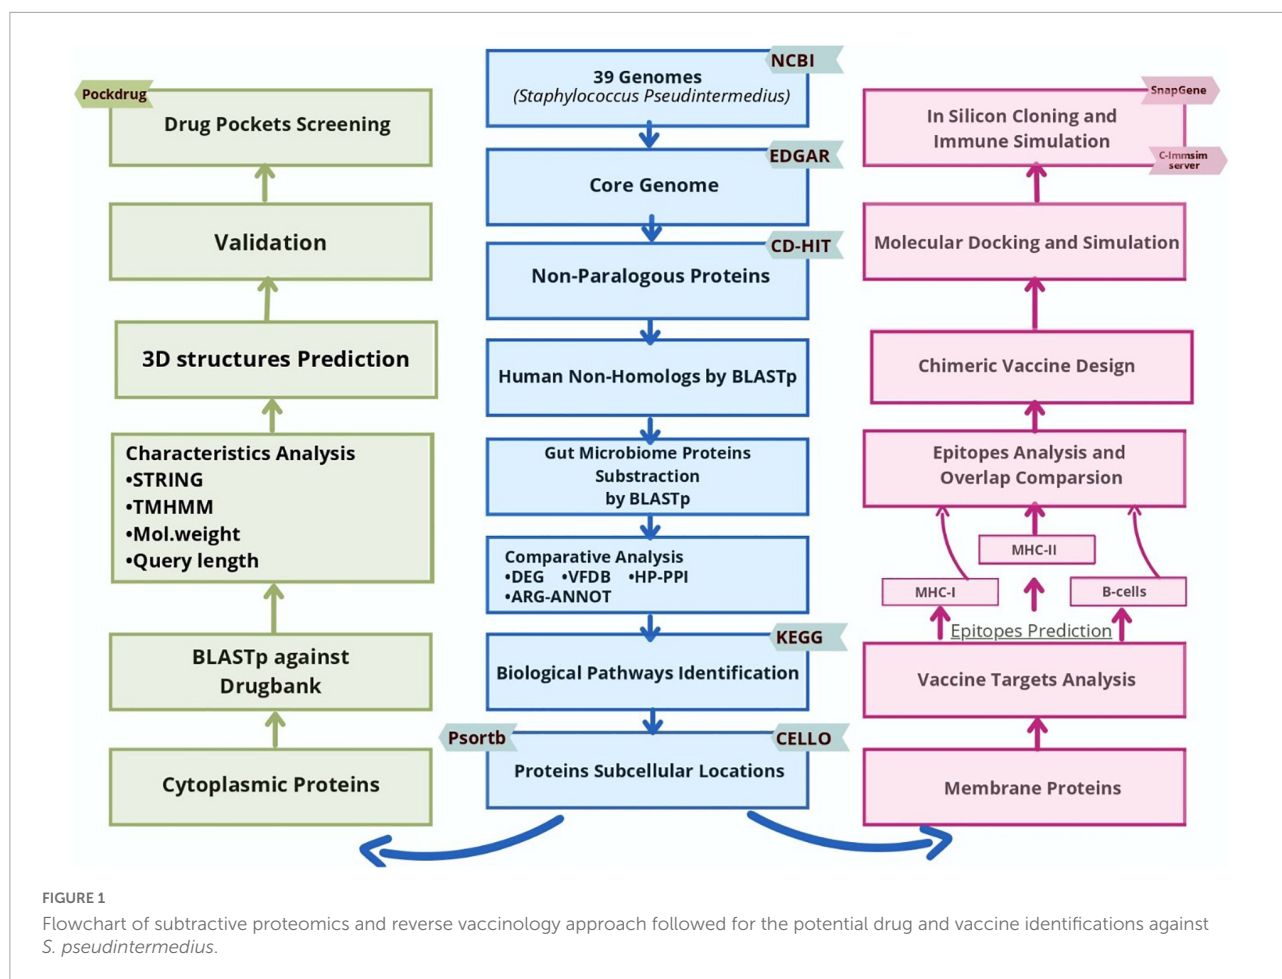 Pockdrug
Drug Pockets Screening
Validation
3D structures Prediction
Characteristics Analysis
•STRING
•TMHMM
•Mol.weight
•Query length
BLASTp against
Drugbank
Cytoplasmic Proteins
NCBI
39 Genomes
(Staphylococcus Pseudintermedius)
EDGAR
Core Genome
CD-HIT
Non-Paralogous Proteins
Human Non-Homologs by BLASTp
Gut Microbiome Proteins
Substraction
by BLASTp
Comparative Analysis
•DEG •VFDB •HP-PPI
•ARG-ANNOT
KEGG
Biological Pathways Identification
Psortb
CELLO
Proteins Subcellular Locations
SnapGene
In Silicon Cloning and
Immune Simulation
C-Immsim
server
Molecular Docking and Simulation
Chimeric Vaccine Design
Epitopes Analysis and
Overlap Comparsion
MHC-II
MHC-I
B-cells
Epitopes Prediction
Vaccine Targets Analysis
Membrane Proteins
FIGURE 1
Flowchart of subtractive proteomics and reverse vaccinology approach followed for the potential drug and vaccine identifications against
S. pseudintermedius.